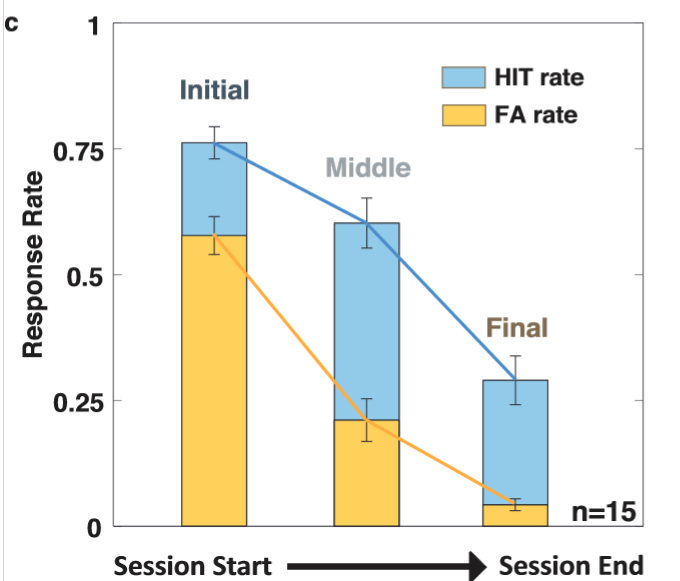 c
1
0.75
0.5
0.25
0
Response Rate
Initial
Middle
Final
HIT rate
FA rate
n=15
Session Start
Session End